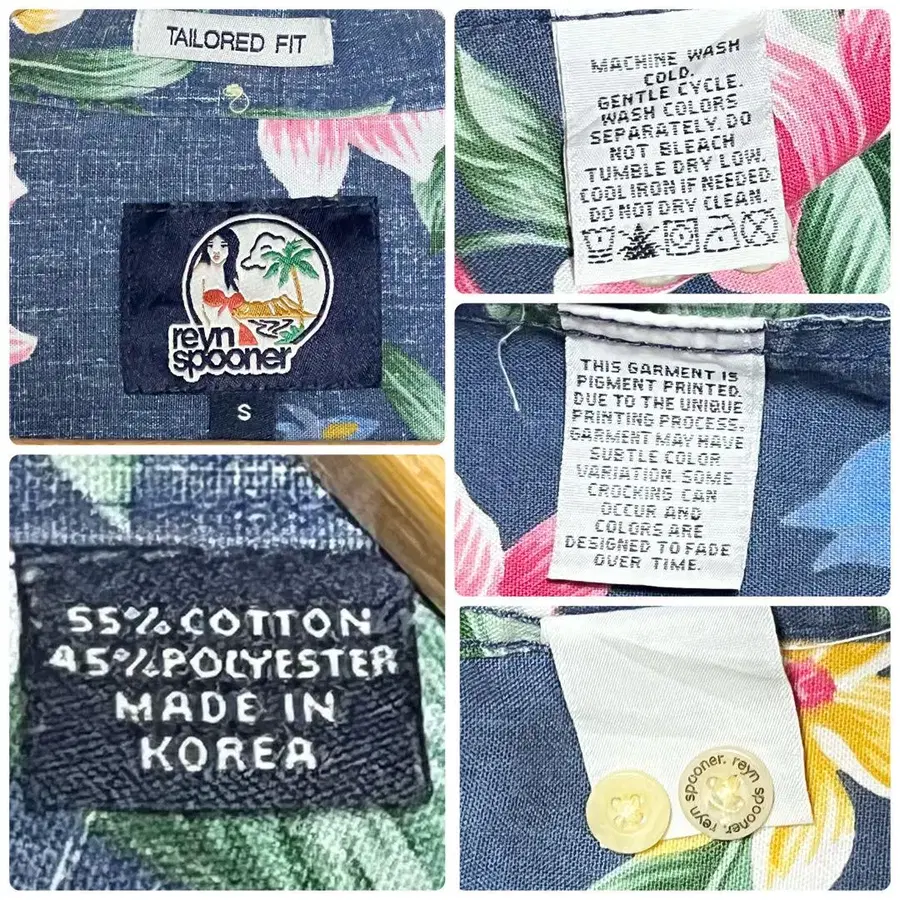 TAILORED FIT
reyn
spooner
S
55% COTTON
45% POLYESTER
MADE IN
KOREA
MACHINE WASH
COLD.
GENTLE CYCLE.
WASH COLORS
SEPARATELY. DO
NOT BLEACH
TUMBLE DRY LOW.
COOL IRON IF NEEDED.
DO NOT DRY CLEAN.
THIS GARMENT IS
PIGMENT PRINTED.
DUE TO THE UNIQUE
PRINTING PROCESS,
GARMENT MAY HAVE
SUBTLE COLOR
VARIATION. SOME
CROCKING CAN
OCCUR AND
COLORS ARE
DESIGNED TO FADE
OVER TIME.
reyn spooner. reyn spooner.